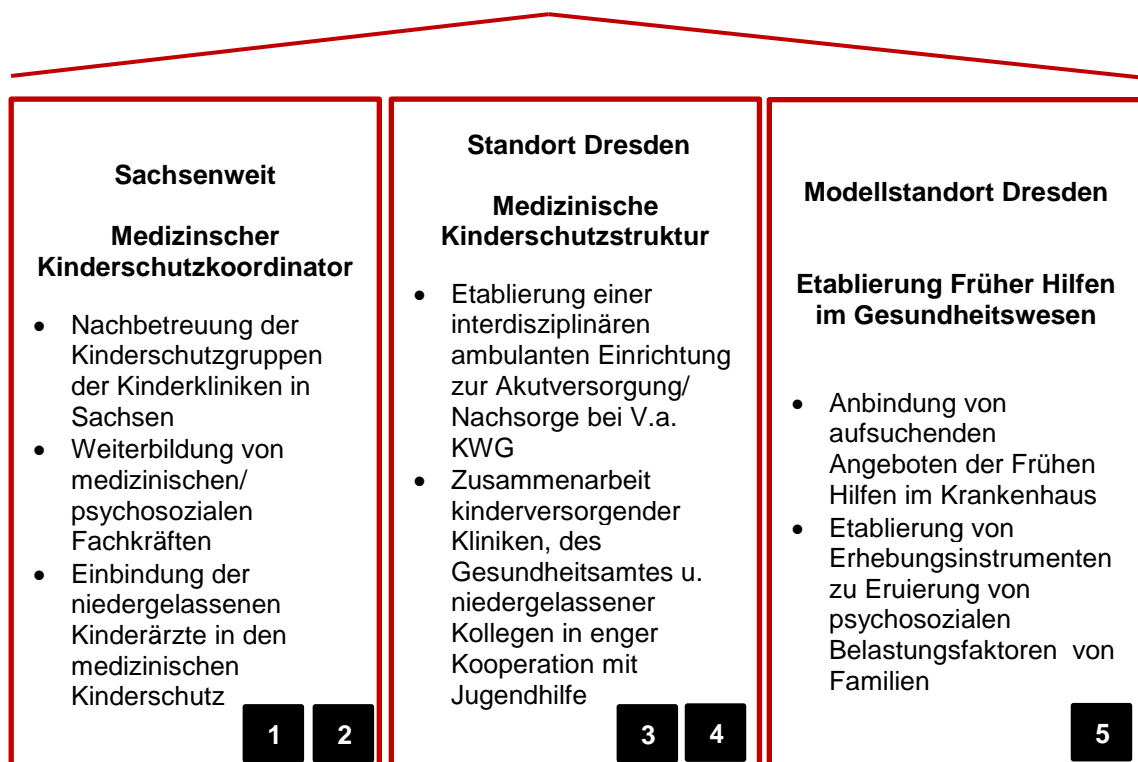 Sachsenweit
Medizinscher
Kinderschutzkoordinator
• Nachbetreuung der
Kinderschutzgruppen
der Kinderkliniken in
Sachsen
• Weiterbildung von
medizinischen/
psychosozialen
Fachkräften
• Einbindung der
niedergelassenen
Kinderärzte in den
medizinischen
Kinderschutz
1 2
Standort Dresden
Medizinische
Kinderschutzstruktur
• Etablierung einer
interdisziplinären
ambulanten Einrichtung
zur Akutversorgung/
Nachsorge bei V.a.
KWG
• Zusammenarbeit
kinderversorgender
Kliniken, des
Gesundheitsamtes u.
niedergelassener
Kollegen in enger
Kooperation mit
Jugendhilfe
3 4
Modellstandort Dresden
Etablierung Früher Hilfen
im Gesundheitswesen
• Anbindung von
aufsuchenden
Angeboten der Frühen
Hilfen im Krankenhaus
• Etablierung von
Erhebungsinstrumenten
zu Eruierung von
psychosozialen
Belastungsfaktoren von
Familien
5